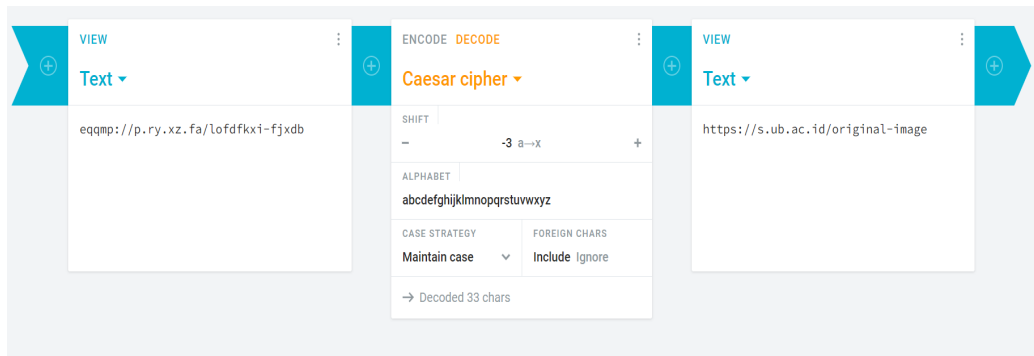 VIEW
Text
eqqmp://p.ry.xz.fa/lofdfkxi-fjxdb
ENCODE DECODE
Caesar cipher
SHIFT
− -3 a→x +
ALPHABET
abcdefghijklmnopqrstuvwxyz
CASE STRATEGY
Maintain case
FOREIGN CHARS
Include Ignore
→ Decoded 33 chars
VIEW
Text
https://s.ub.ac.id/original-image